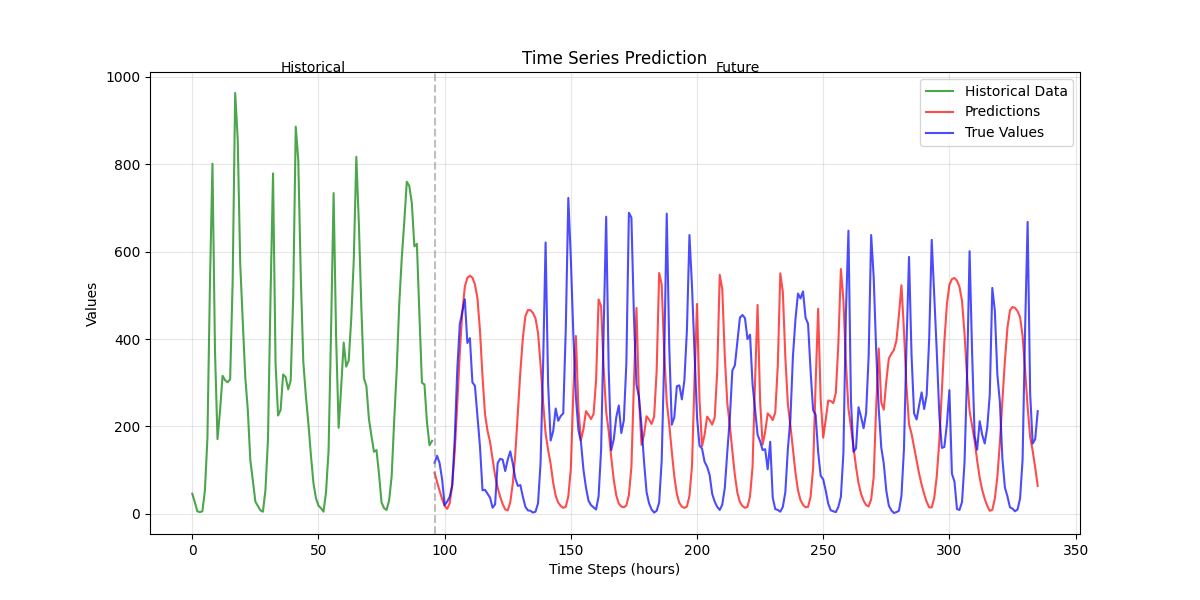 Time Series Prediction
Historical
Future
1000
800
600
400
200
0
Values
Historical Data
Predictions
True Values
0
50
100
150
200
250
300
350
Time Steps (hours)